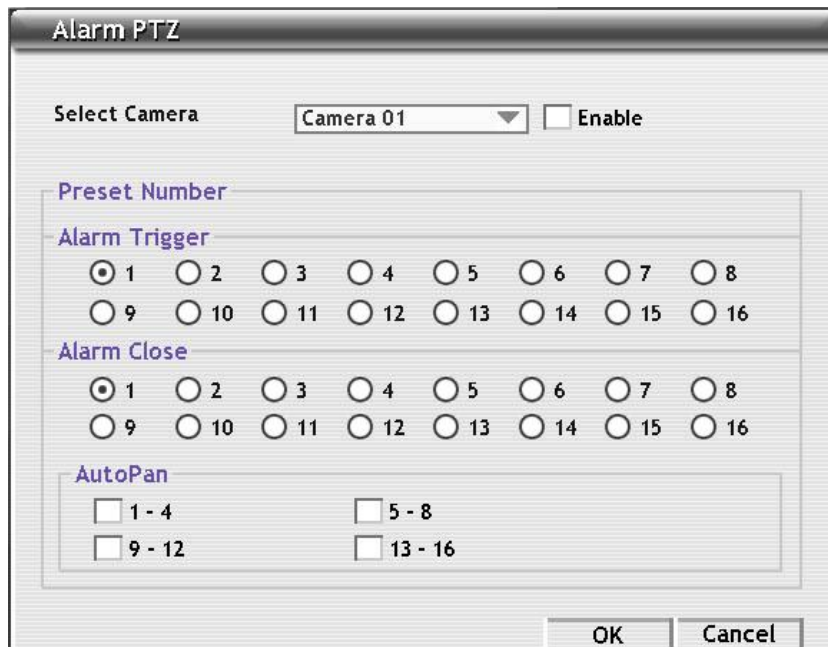 Alarm PTZ
Select Camera Camera 01 Enable
Preset Number
Alarm Trigger
1 2 3 4 5 6 7 8
9 10 11 12 13 14 15 16
Alarm Close
1 2 3 4 5 6 7 8
9 10 11 12 13 14 15 16
AutoPan
1 - 4 5 - 8
9 - 12 13 - 16
OK Cancel